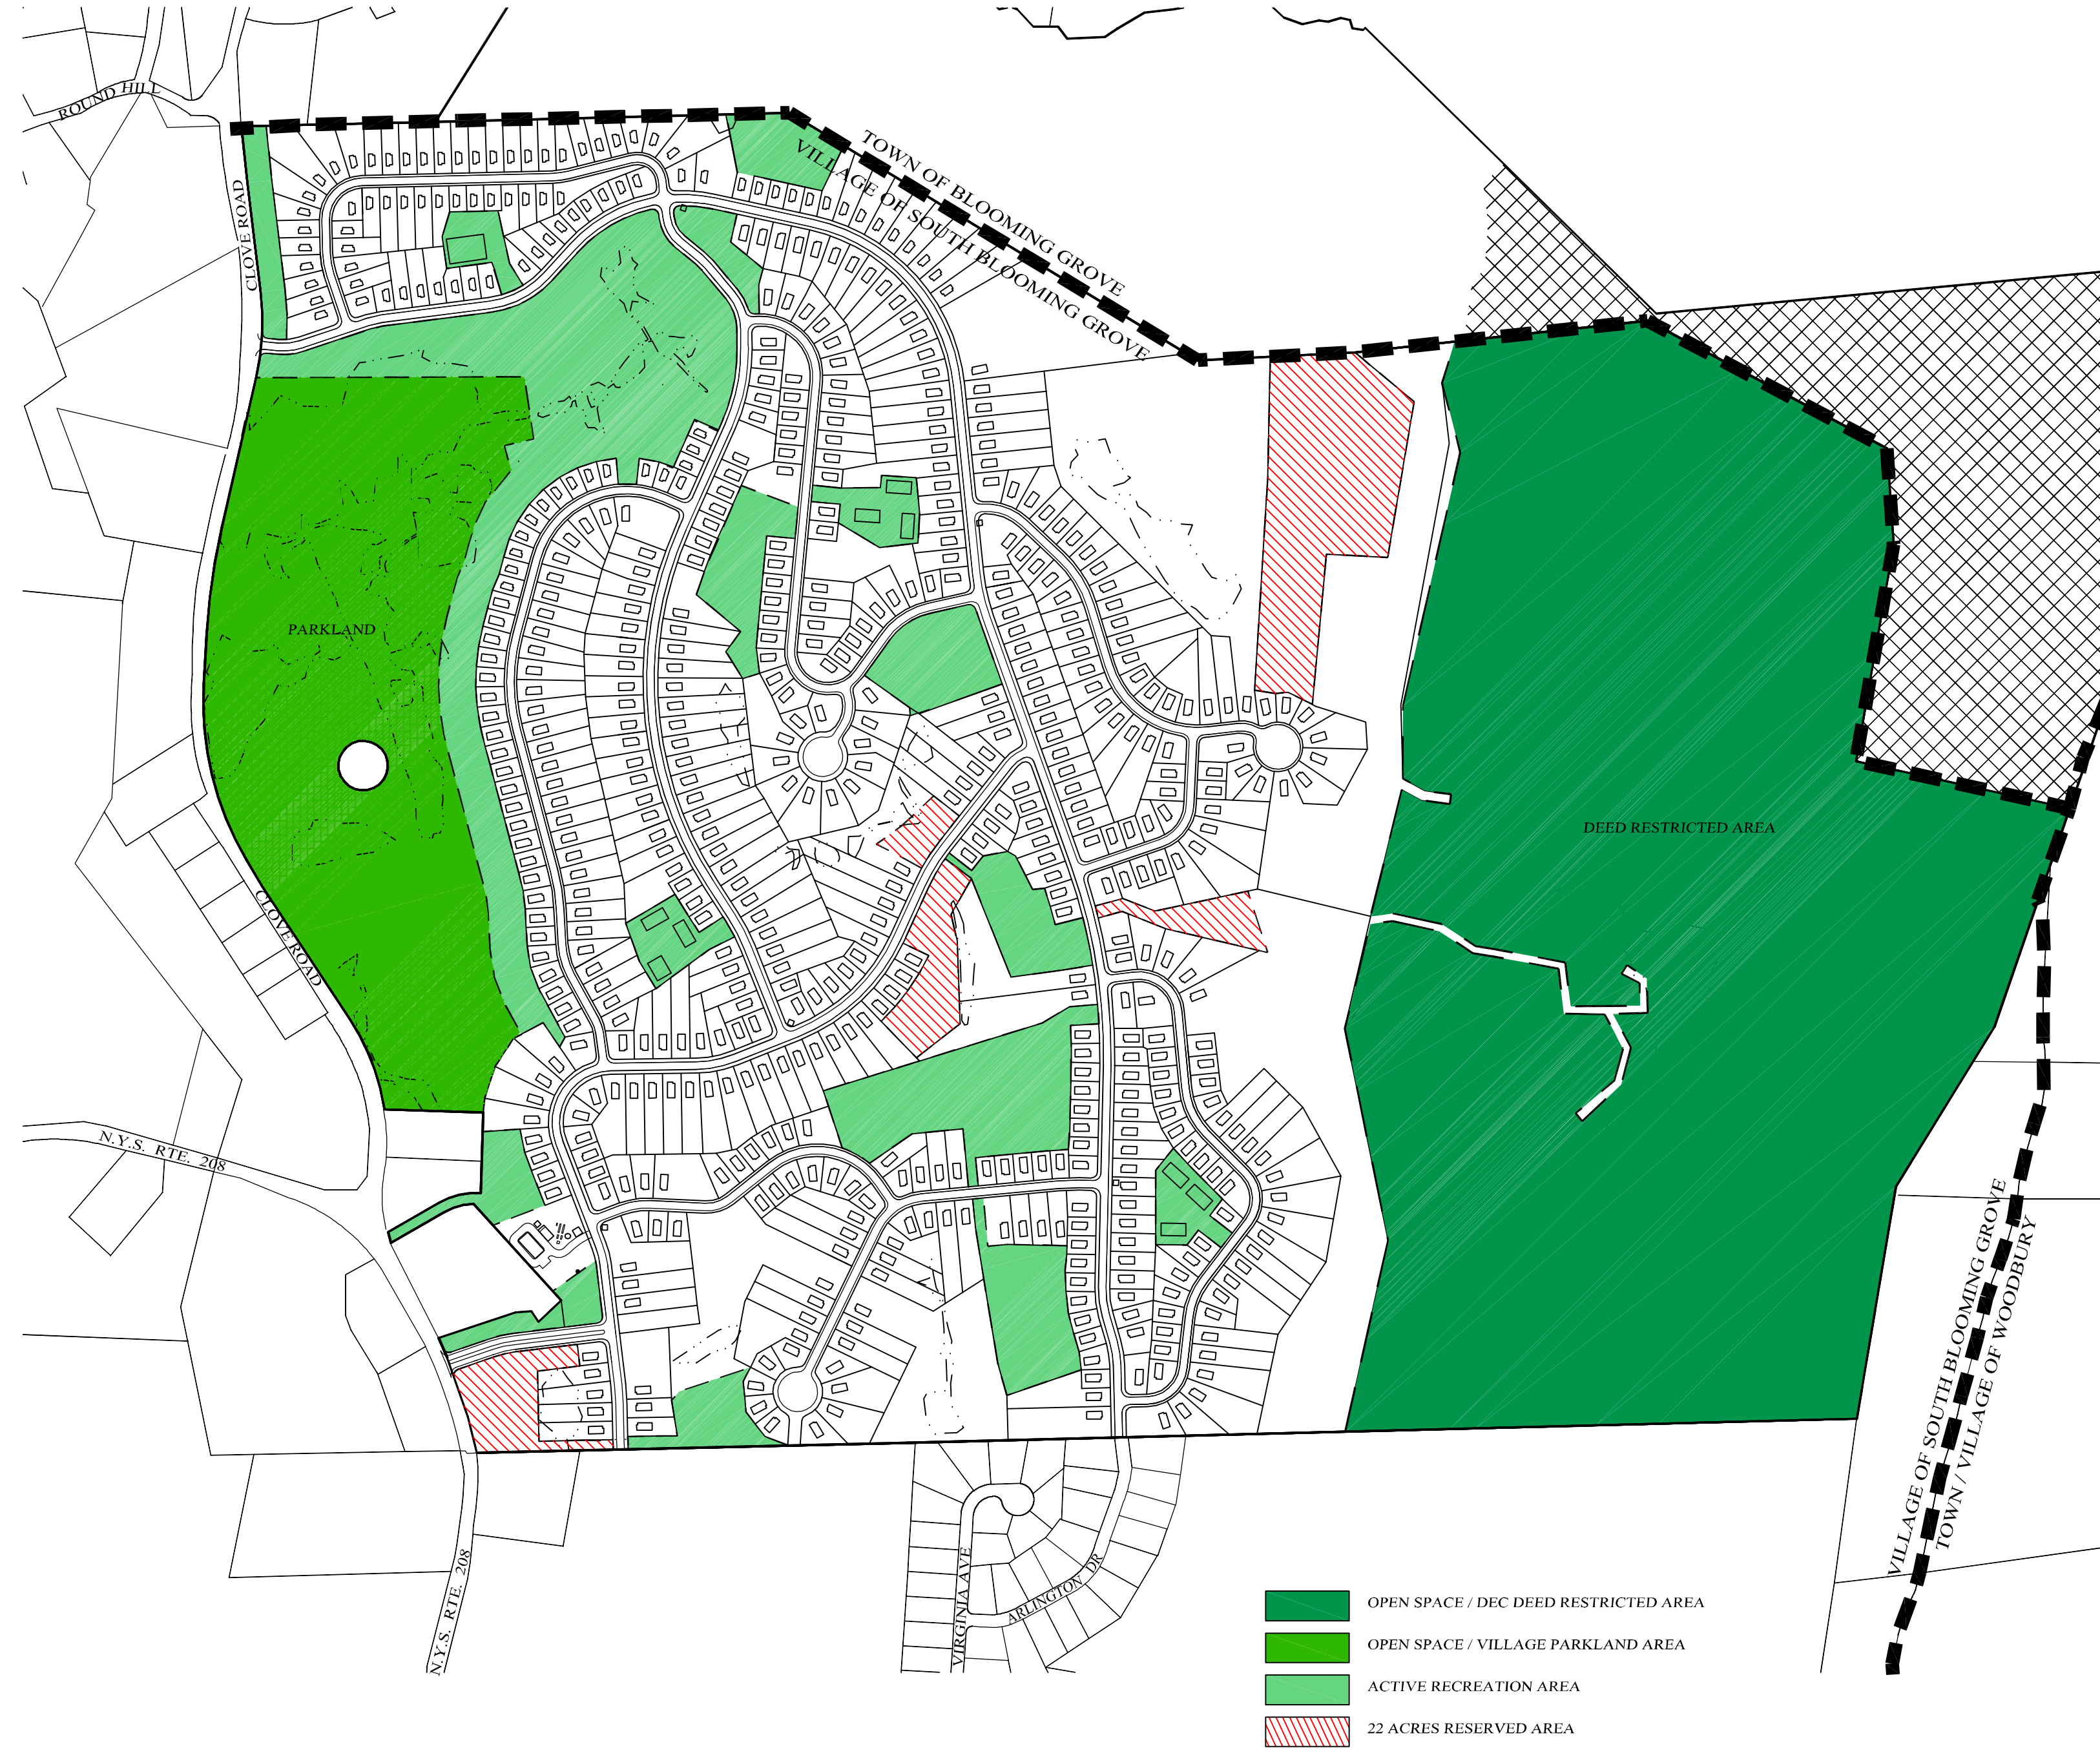 ROUND HILL
CLOVE ROAD
TOWN OF BLOOMING GROVE
VILLAGE OF SOUTH BLOOMING GROVE
PARKLAND
DEED RESTRICTED AREA
CLOVE ROAD
N.Y.S. RTE. 208
VILLAGE OF SOUTH BLOOMING GROVE
TOWN / VILLAGE OF WOODBURY
N.Y.S. RTE. 208
VIRGINIA AVE
ARLINGTON DR
OPEN SPACE / DEC DEED RESTRICTED AREA
OPEN SPACE / VILLAGE PARKLAND AREA
ACTIVE RECREATION AREA
22 ACRES RESERVED AREA